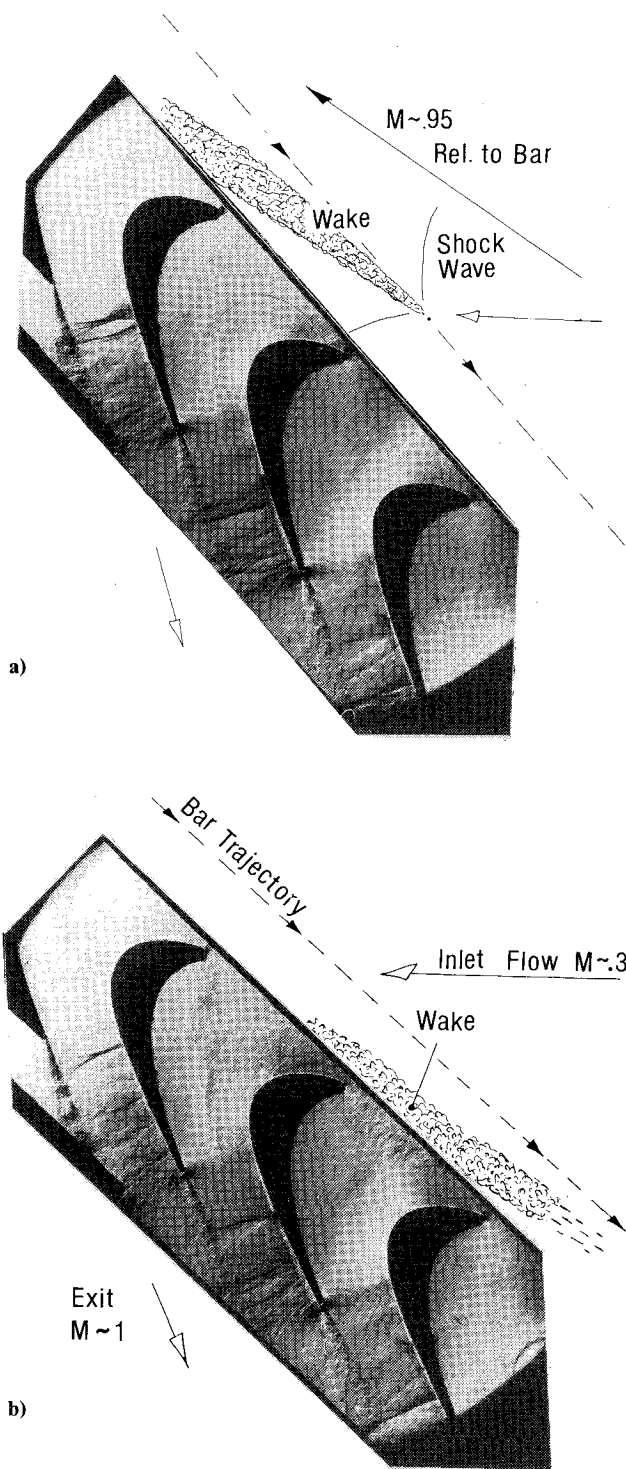 M~.95
Rel. to Bar
Wake
Shock
Wave
a)
Bar Trajectory
Inlet Flow M~.3
Wake
Exit
M~1
b)